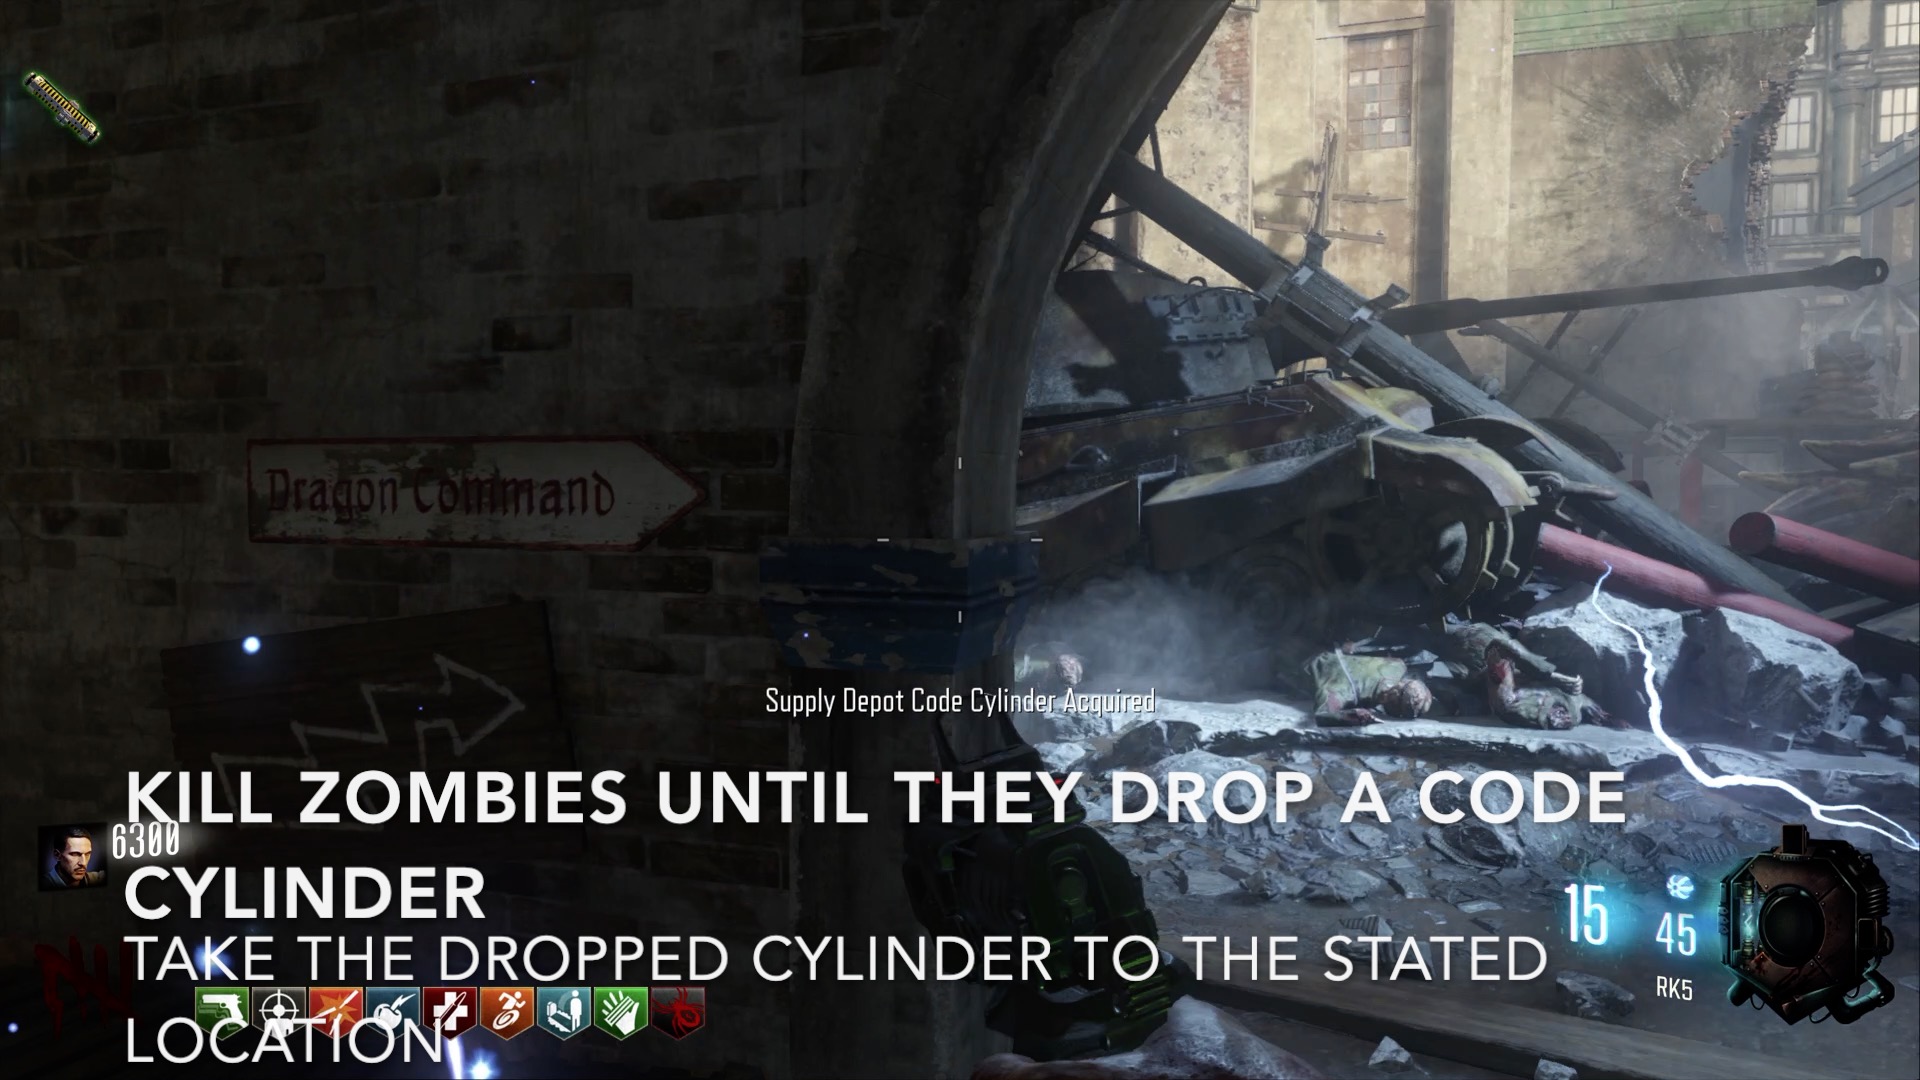 Dragon Command
Supply Depot Code Cylinder Acquired
KILL ZOMBIES UNTIL THEY DROP A CODE
CYLINDER
TAKE THE DROPPED CYLINDER TO THE STATED
LOCATION
6300
15
45
RK5